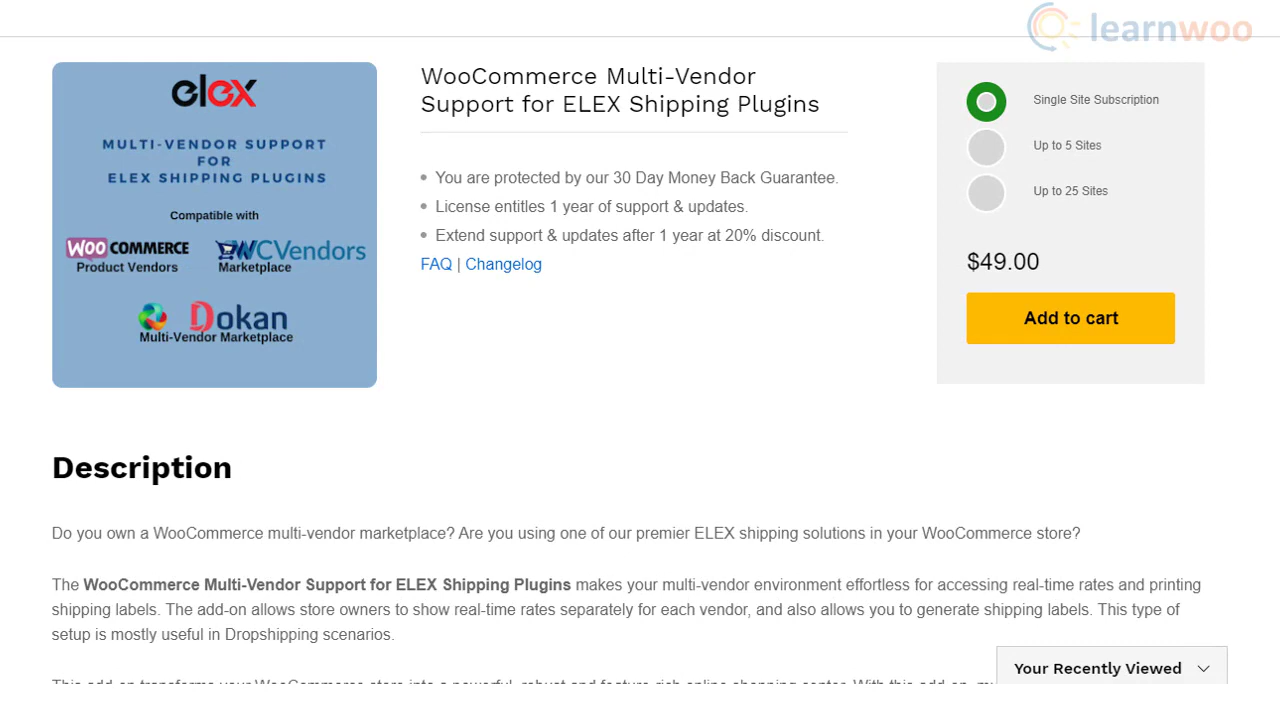 learnwoo
elex
MULTI-VENDOR SUPPORT
FOR
ELEX SHIPPING PLUGINS
Compatible with
WOO COMMERCE
Product Vendors
WCVendors
Marketplace
Dokan
Multi-Vendor Marketplace
WooCommerce Multi-Vendor
Support for ELEX Shipping Plugins
You are protected by our 30 Day Money Back Guarantee.
License entitles 1 year of support & updates.
Extend support & updates after 1 year at 20% discount.
FAQ | Changelog
Single Site Subscription
Up to 5 Sites
Up to 25 Sites
$49.00
Add to cart
Description
Do you own a WooCommerce multi-vendor marketplace? Are you using one of our premier ELEX shipping solutions in your WooCommerce store?
The WooCommerce Multi-Vendor Support for ELEX Shipping Plugins makes your multi-vendor environment effortless for accessing real-time rates and printing
shipping labels. The add-on allows store owners to show real-time rates separately for each vendor, and also allows you to generate shipping labels. This type of
setup is mostly useful in Dropshipping scenarios.
Your Recently Viewed